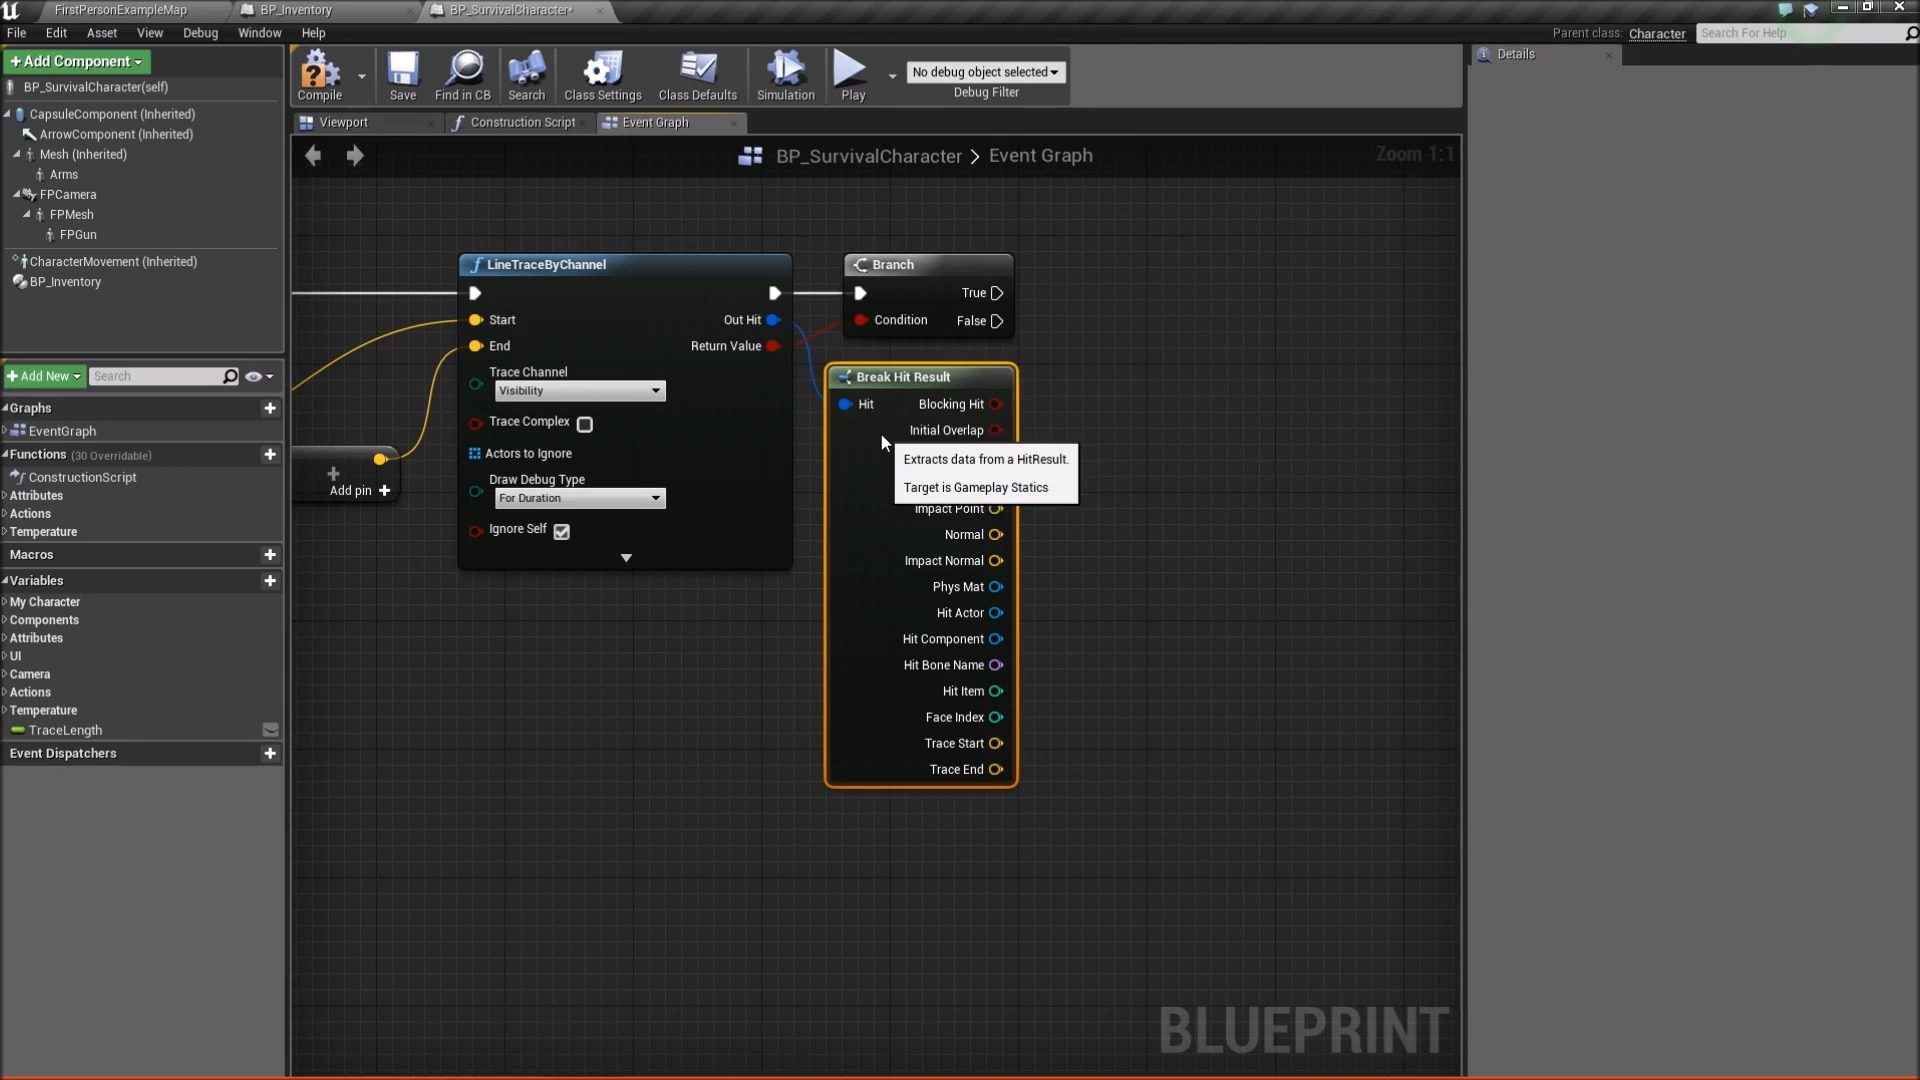 FirstPersonExampleMap
BP_Inventory
BP_SurvivalCharacter*
File Edit Asset View Debug Window Help
Parent class: Character
Search For Help
Add Component
BP_SurvivalCharacter(self)
CapsuleComponent (Inherited)
ArrowComponent (Inherited)
Mesh (Inherited)
Arms
FPCamera
FPMesh
FPGun
CharacterMovement (Inherited)
BP_Inventory
Add New
Search
Graphs
EventGraph
Functions (30 Overridable)
ConstructionScript
Attributes
Actions
Temperature
Macros
Variables
My Character
Components
Attributes
UI
Camera
Actions
Temperature
TraceLength
Event Dispatchers
Compile
Save
Find in CB
Search
Class Settings
Class Defaults
Simulation
Play
No debug object selected
Debug Filter
Viewport
Construction Script
Event Graph
BP_SurvivalCharacter > Event Graph
Zoom 1:1
LineTraceByChannel
Start
Out Hit
End
Return Value
Trace Channel
Visibility
Trace Complex
Actors to Ignore
Draw Debug Type
For Duration
Ignore Self
Add pin
Branch
True
Condition
False
Break Hit Result
Hit
Blocking Hit
Initial Overlap
Extracts data from a HitResult.
Target is Gameplay Statics
Impact Point
Normal
Impact Normal
Phys Mat
Hit Actor
Hit Component
Hit Bone Name
Hit Item
Face Index
Trace Start
Trace End
BLUEPRINT
Details